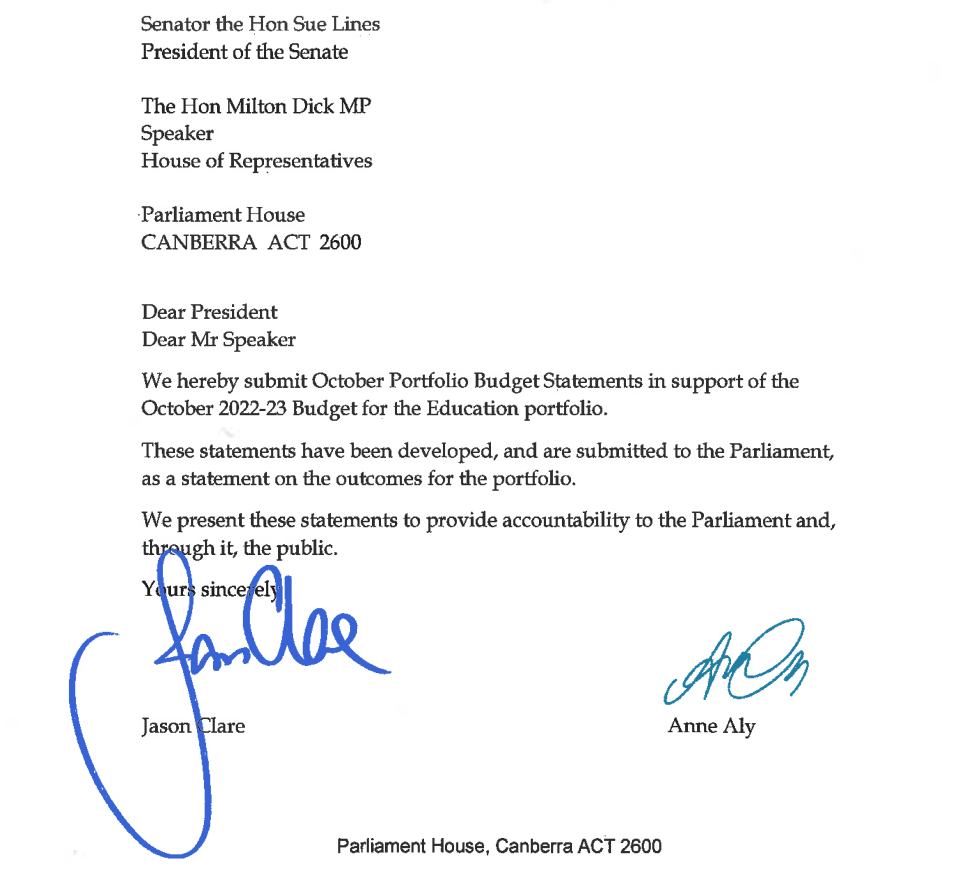 Senator the Hon Sue Lines
President of the Senate
The Hon Milton Dick MP
Speaker
House of Representatives
Parliament House
CANBERRA ACT 2600
Dear President
Dear Mr Speaker
We hereby submit October Portfolio Budget Statements in support of the
October 2022-23 Budget for the Education portfolio.
These statements have been developed, and are submitted to the Parliament,
as a statement on the outcomes for the portfolio.
We present these statements to provide accountability to the Parliament and,
through it, the public.
Yours sincerely
Jason Clare
Jason Clare
Anne Aly
Parliament House, Canberra ACT 2600